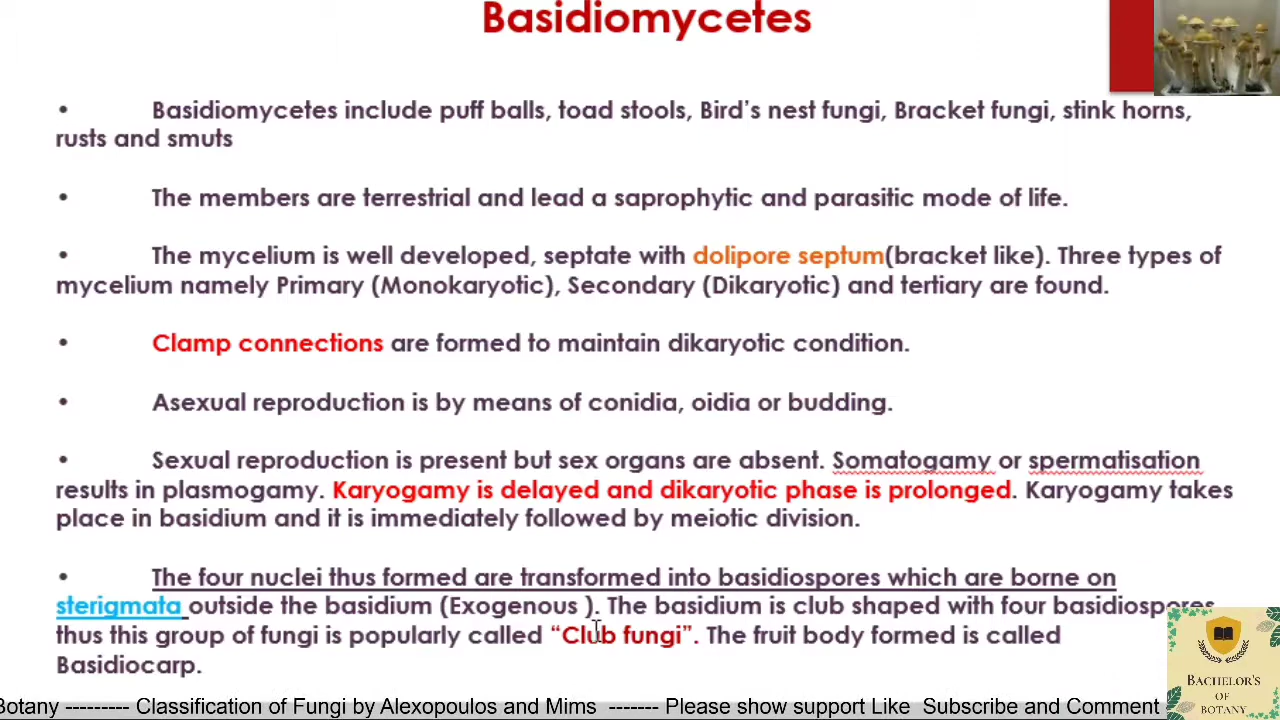 Basidiomycetes
• Basidiomycetes include puff balls, toad stools, Bird's nest fungi, Bracket fungi, stink horns,
rusts and smuts
• The members are terrestrial and lead a saprophytic and parasitic mode of life.
• The mycelium is well developed, septate with dolipore septum(bracket like). Three types of
mycelium namely Primary (Monokaryotic), Secondary (Dikaryotic) and tertiary are found.
• Clamp connections are formed to maintain dikaryotic condition.
• Asexual reproduction is by means of conidia, oidia or budding.
• Sexual reproduction is present but sex organs are absent. Somatogamy or spermatisation
results in plasmogamy. Karyogamy is delayed and dikaryotic phase is prolonged. Karyogamy takes
place in basidium and it is immediately followed by meiotic division.
• The four nuclei thus formed are transformed into basidiospores which are borne on
sterigmata outside the basidium (Exogenous ). The basidium is club shaped with four basidiospores
thus this group of fungi is popularly called “Club fungi”. The fruit body formed is called
Basidiocarp.
BACHELOR'S
OF
BOTANY
Botany --------- Classification of Fungi by Alexopoulos and Mims ------- Please show support Like Subscribe and Comment